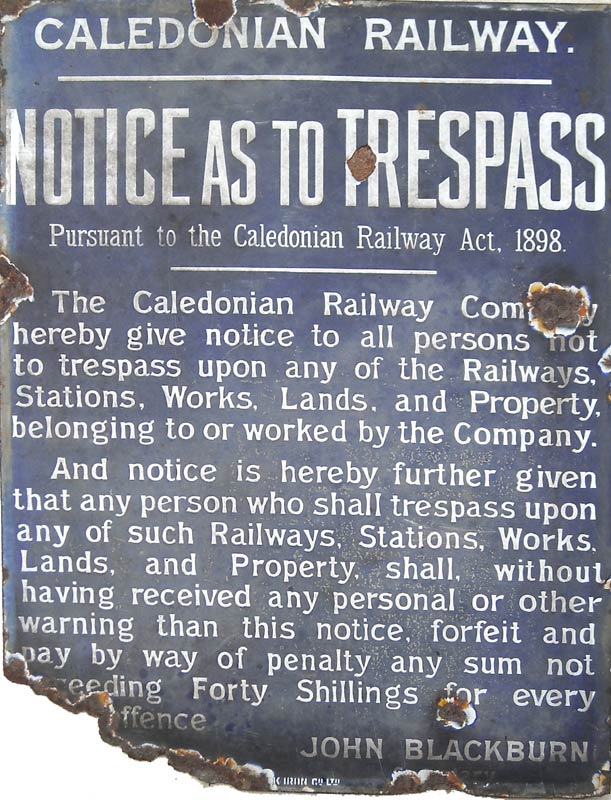 CALEDONIAN RAILWAY.
NOTICE AS TO TRESPASS
Pursuant to the Caledonian Railway Act, 1898.
The Caledonian Railway
hereby give notice to all persons not
to trespass upon any of the Railways,
Stations, Works, Lands, and Property,
belonging to or worked by the Company.
And notice is hereby further given
that any person who shall trespass upon
any of such Railways, Stations, Works,
Lands, and Property, shall, without
having received any personal or other
warning than this notice, forfeit and
pay by way of penalty any sum not
Forty Shillings for every
JOHN BLACKBURN
IRON CO LTD